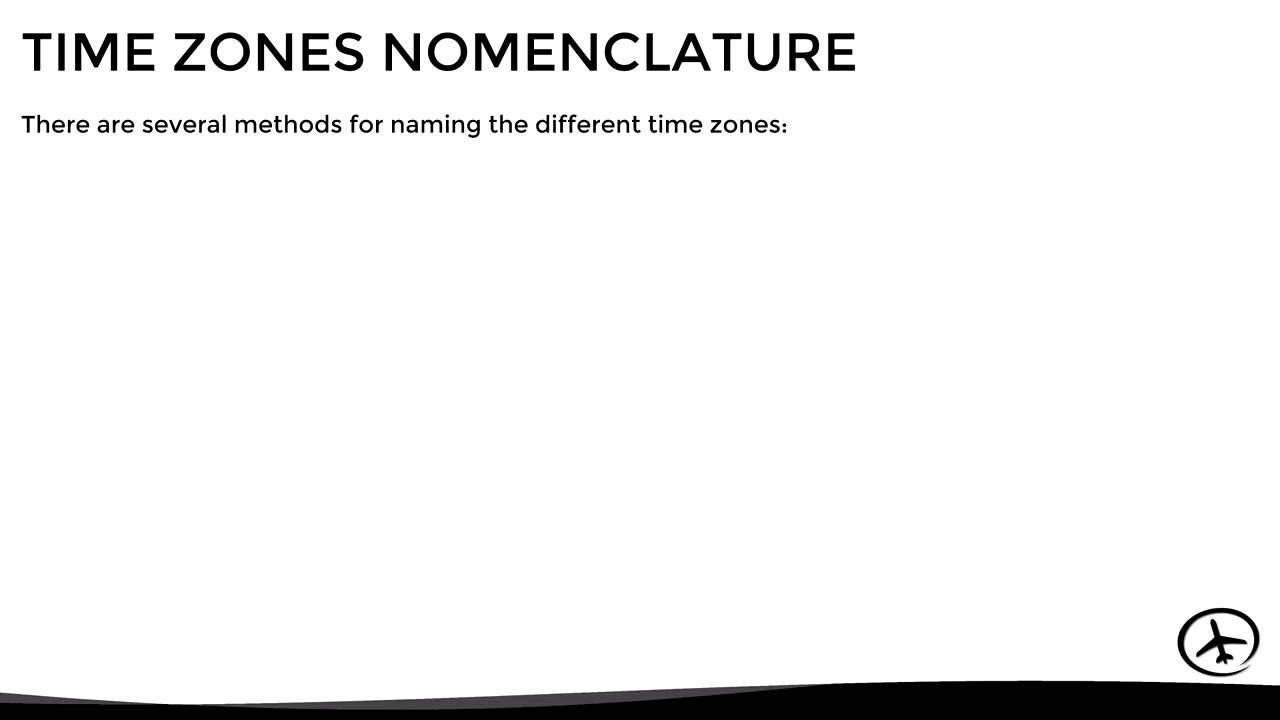 TIME ZONES NOMENCLATURE
There are several methods for naming the different time zones: